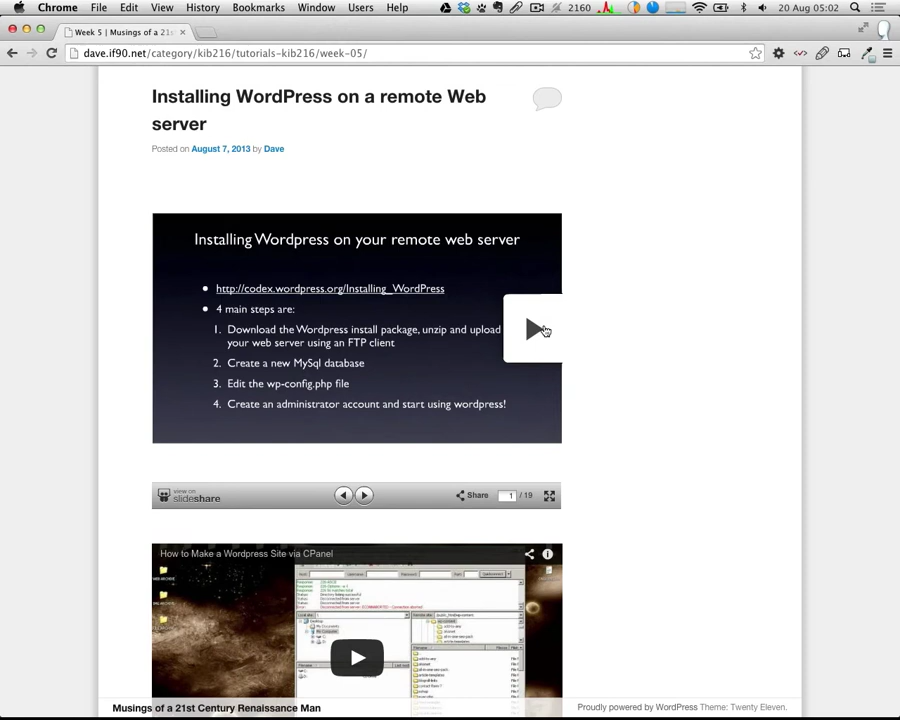 Chrome File Edit View History Bookmarks Window Users Help 2160 20 Aug 05:02
Week 5 | Musings of a 21s
dave.if90.net/category/kib216/tutorials-kib216/week-05/
Installing WordPress on a remote Web
server
Posted on August 7, 2013 by Dave
Installing Wordpress on your remote web server
http://codex.wordpress.org/Installing_WordPress
4 main steps are:
1. Download the Wordpress install package, unzip and upload
your web server using an FTP client
2. Create a new MySql database
3. Edit the wp-config.php file
4. Create an administrator account and start using wordpress!
view on
slideshare
Share
1 / 19
How to Make a Wordpress Site via CPanel
Musings of a 21st Century Renaissance Man
Proudly powered by WordPress Theme: Twenty Eleven.